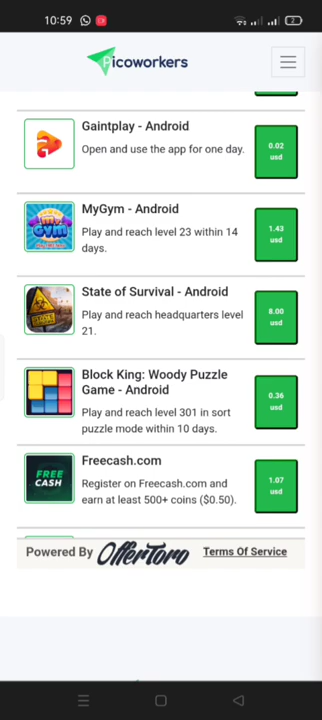 10:59
2
Picoworkers
Gaintplay - Android
Open and use the app for one day.
0.02
usd
MyGym - Android
Play and reach level 23 within 14
days.
my
GYM
1.43
usd
State of Survival - Android
Play and reach headquarters level
21.
8.00
usd
Block King: Woody Puzzle
Game - Android
Play and reach level 301 in sort
puzzle mode within 10 days.
0.36
usd
Freecash.com
FREE
CASH
Register on Freecash.com and
earn at least 500+ coins ($0.50).
1.07
usd
Powered By OfferToro Terms Of Service